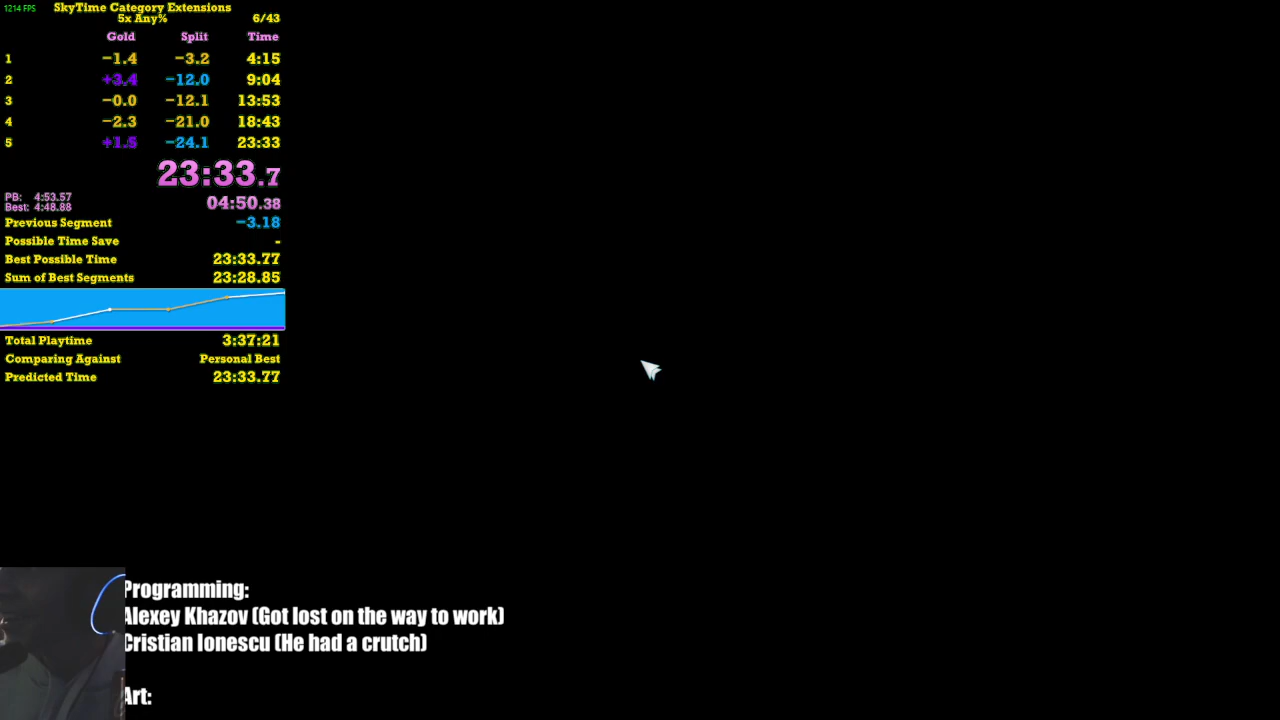 1214 FPS
SkyTime Category Extensions
5x Any%
6/43
Gold Split Time
1 −1.4 −3.2 4:15
2 +3.4 −12.0 9:04
3 −0.0 −12.1 13:53
4 −2.3 −21.0 18:43
5 +1.5 −24.1 23:33
23:33.7
PB: 4:53.57
Best: 4:48.88
04:50.38
Previous Segment −3.18
Possible Time Save -
Best Possible Time 23:33.77
Sum of Best Segments 23:28.85
Total Playtime 3:37:21
Comparing Against Personal Best
Predicted Time 23:33.77
Programming:
Alexey Khazov (Got lost on the way to work)
Cristian Ionescu (He had a crutch)
Art: